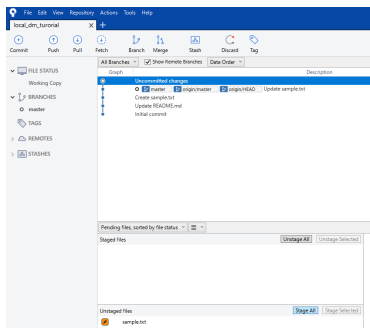 File Edit View Repository Actions Tools Help
local_dm_turorial X +
Commit Push Pull Fetch Branch Merge Stash Discard Tag
All Branches Show Remote Branches Date Order
Graph Description
Uncommitted changes
master origin/master origin/HEAD Update sample.txt
Create sample.txt
Update README.md
Initial commit
FILE STATUS
Working Copy
BRANCHES
master
TAGS
REMOTES
STASHES
Pending files, sorted by file status
Staged files Unstage All Unstage Selected
Unstaged files Stage All Stage Selected
sample.txt